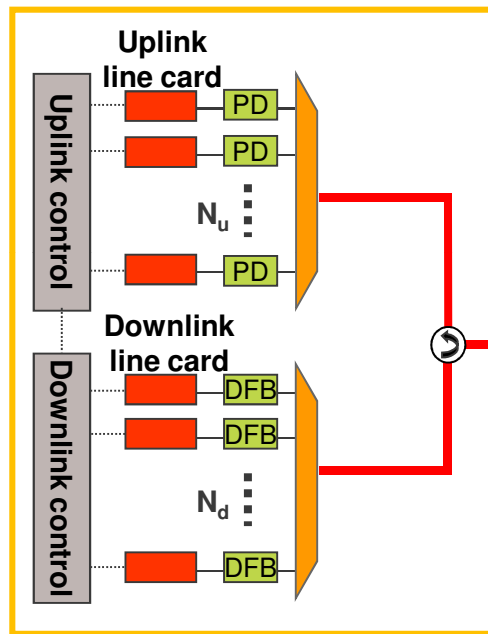 Uplink
line card
Uplink control
PD
PD
Nu
PD
Downlink
line card
Downlink control
DFB
DFB
Nd
DFB